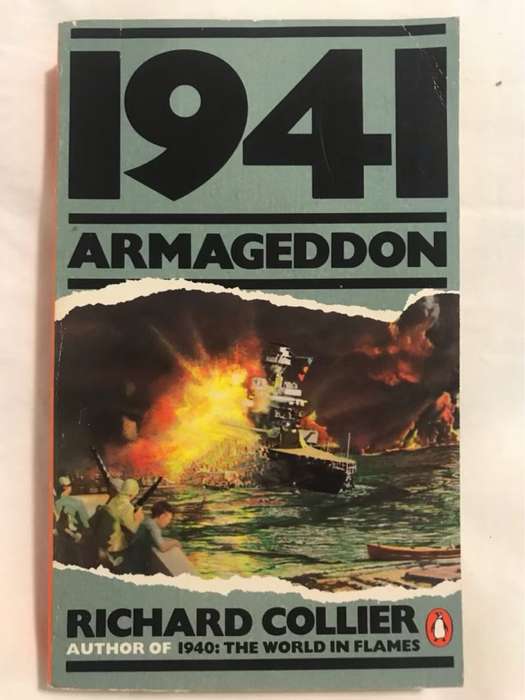 1941
ARMAGEDDON
RICHARD COLLIER
AUTHOR OF 1940: THE WORLD IN FLAMES